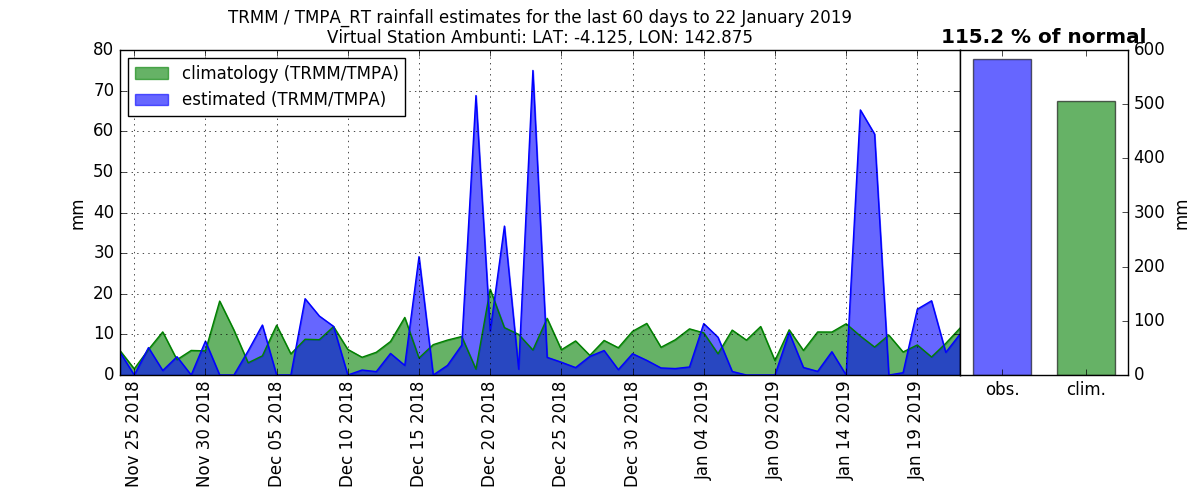 TRMM / TMPA_RT rainfall estimates for the last 60 days to 22 January 2019
Virtual Station Ambunti: LAT: -4.125, LON: 142.875
115.2 % of normal
climatology (TRMM/TMPA)
estimated (TRMM/TMPA)
mm
80
70
60
50
40
30
20
10
0
Nov 25 2018
Nov 30 2018
Dec 05 2018
Dec 10 2018
Dec 15 2018
Dec 20 2018
Dec 25 2018
Dec 30 2018
Jan 04 2019
Jan 09 2019
Jan 14 2019
Jan 19 2019
obs.
clim.
600
500
400
300
200
100
0
mm